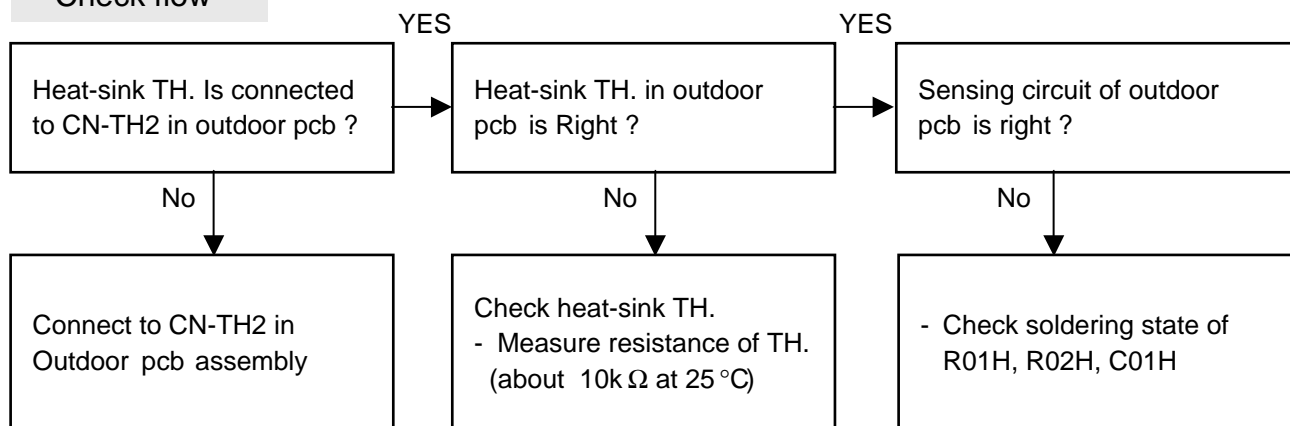 Check flow
YES
YES
Heat-sink TH. Is connected
to CN-TH2 in outdoor pcb ?
Heat-sink TH. in outdoor
pcb is Right ?
Sensing circuit of outdoor
pcb is right ?
No
No
No
Connect to CN-TH2 in
Outdoor pcb assembly
Check heat-sink TH.
- Measure resistance of TH.
(about 10kΩ at 25°C)
- Check soldering state of
R01H, R02H, C01H